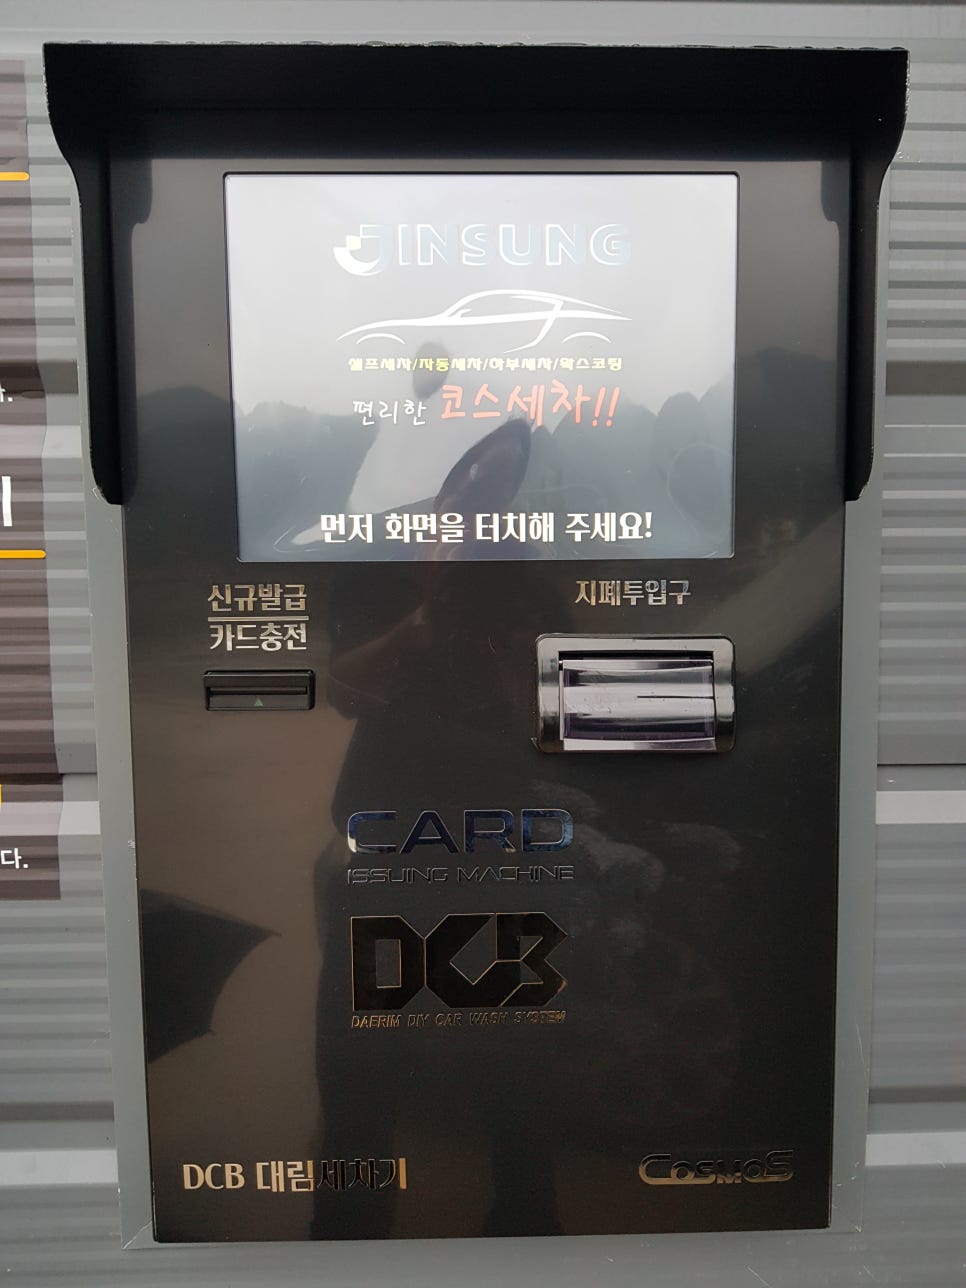 JINSUNG
셀프세차/자동세차/하부세차/왁스코팅
편리한 코스세차!!
먼저 화면을 터치해 주세요!
신규발급
카드충전
지폐투입구
CARD
ISSUING MACHINE
DCB
DAERIM DIY CAR WASH SYSTEM
DCB 대림세차기
COSMOS
다.